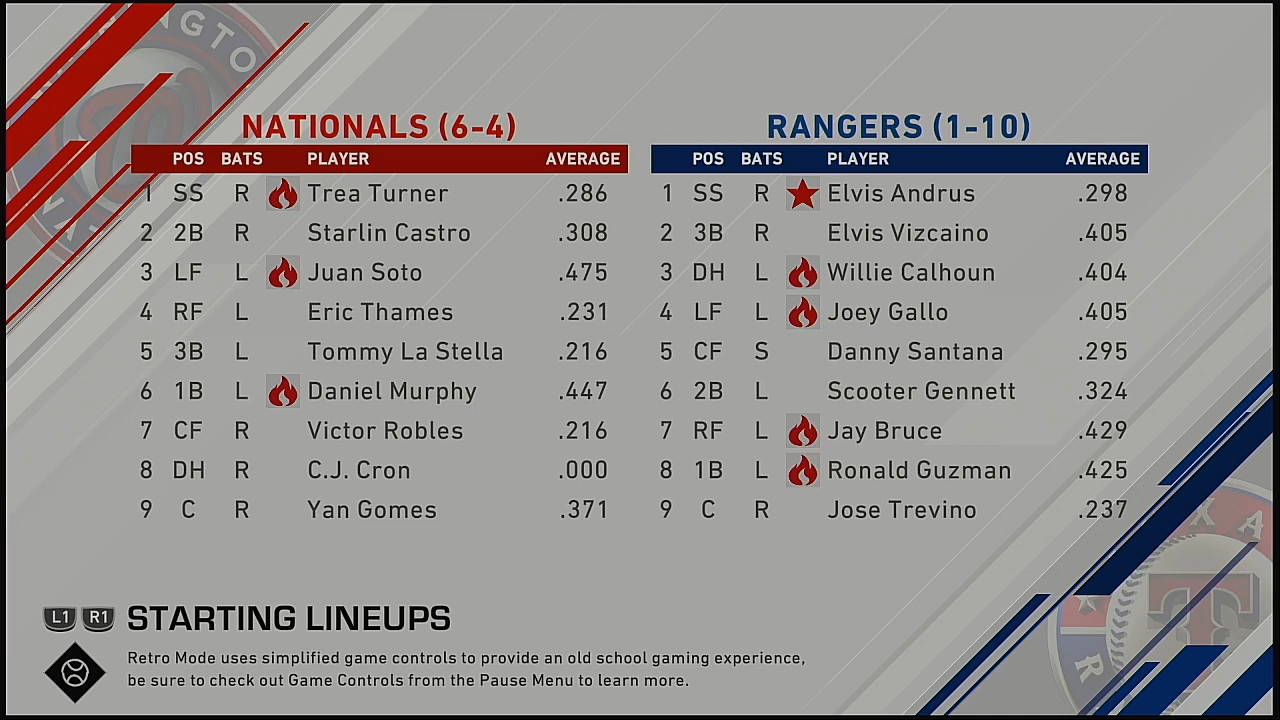 NGTO
NATIONALS (6-4)
POS BATS PLAYER AVERAGE
1 SS R Trea Turner .286
2 2B R Starlin Castro .308
3 LF L Juan Soto .475
4 RF L Eric Thames .231
5 3B L Tommy La Stella .216
6 1B L Daniel Murphy .447
7 CF R Victor Robles .216
8 DH R C.J. Cron .000
9 C R Yan Gomes .371
RANGERS (1-10)
POS BATS PLAYER AVERAGE
1 SS R Elvis Andrus .298
2 3B R Elvis Vizcaino .405
3 DH L Willie Calhoun .404
4 LF L Joey Gallo .405
5 CF S Danny Santana .295
6 2B L Scooter Gennett .324
7 RF L Jay Bruce .429
8 1B L Ronald Guzman .425
9 C R Jose Trevino .237
XA
T
R
L1 R1 STARTING LINEUPS
Retro Mode uses simplified game controls to provide an old school gaming experience,
be sure to check out Game Controls from the Pause Menu to learn more.